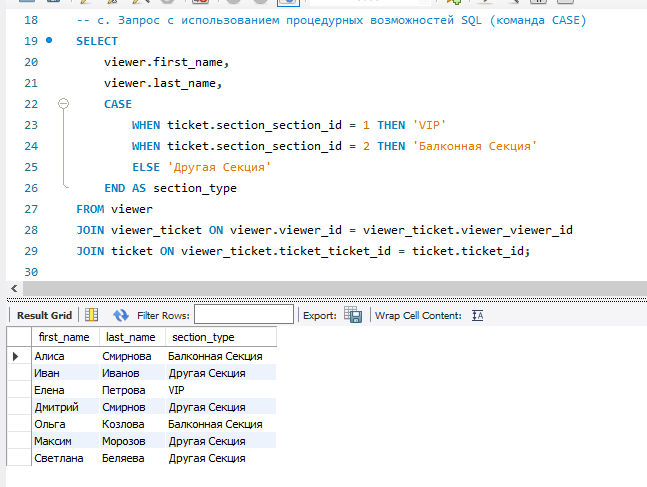 18 -- с. Запрос с использованием процедурных возможностей SQL (команда CASE)
19 SELECT
20 viewer.first_name,
21 viewer.last_name,
22 CASE
23 WHEN ticket.section_section_id = 1 THEN 'VIP'
24 WHEN ticket.section_section_id = 2 THEN 'Балконная Секция'
25 ELSE 'Другая Секция'
26 END AS section_type
27 FROM viewer
28 JOIN viewer_ticket ON viewer.viewer_id = viewer_ticket.viewer_viewer_id
29 JOIN ticket ON viewer_ticket.ticket_ticket_id = ticket.ticket_id;
30
Result Grid Filter Rows: Export: Wrap Cell Content:
first_name last_name section_type
Алиса Смирнова Балконная Секция
Иван Иванов Другая Секция
Елена Петрова VIP
Дмитрий Смирнов Другая Секция
Ольга Козлова Балконная Секция
Максим Морозов Другая Секция
Светлана Беляева Другая Секция